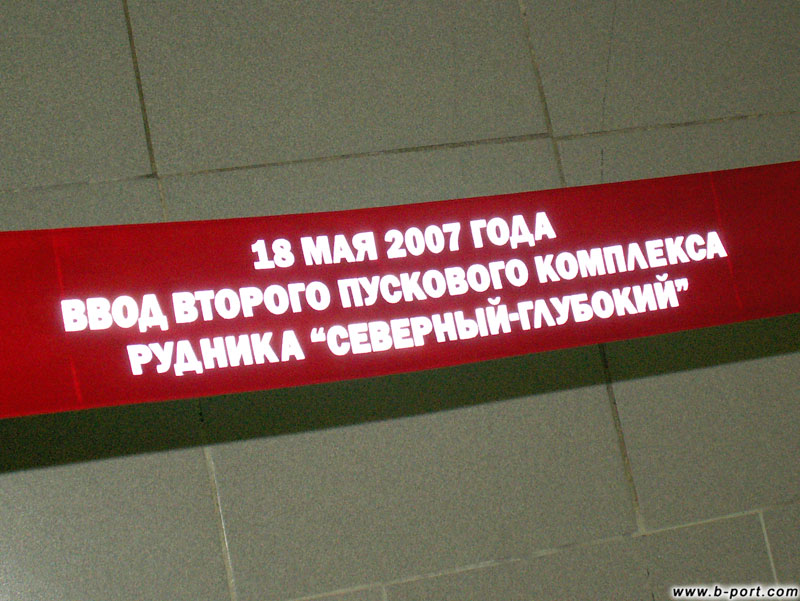 18 МАЯ 2007 ГОДА
ВВОД ВТОРОГО ПУСКОВОГО КОМПЛЕКСА
РУДНИКА “СЕВЕРНЫЙ-ГЛУБОКИЙ”
www.b-port.com